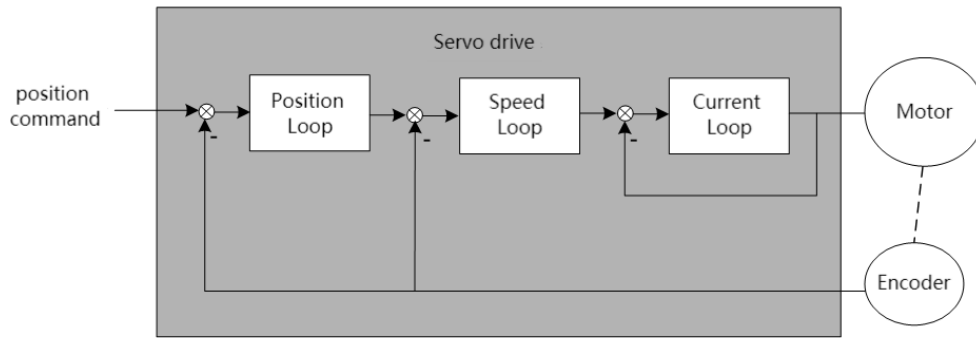 Servo drive
position
command
Position
Loop
-
Speed
Loop
-
Current
Loop
-
Motor
Encoder